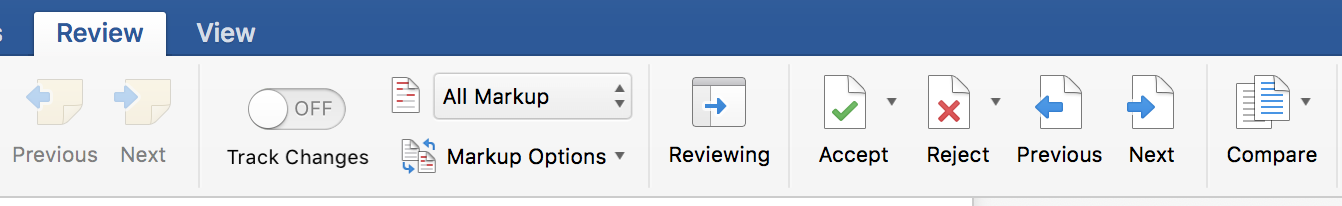 s Review View
OFF All Markup
Track Changes Markup Options
Previous Next Reviewing Accept Reject Previous Next Compare